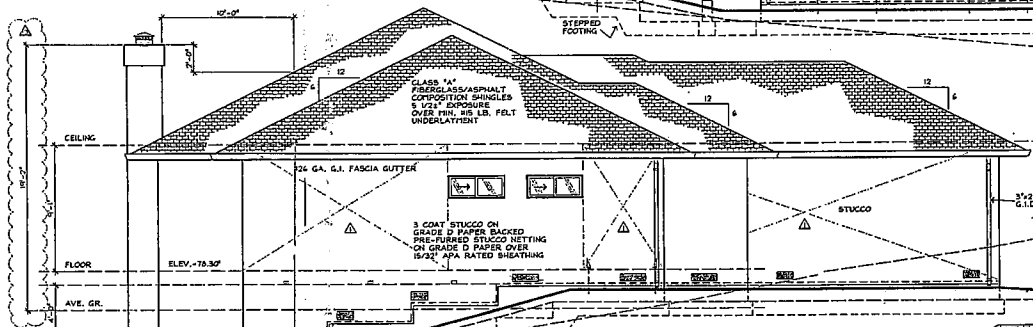 10'-0"
STEPPED
FOOTING
2'-0"
12
6
CLASS "A"
FIBERGLASS/ASPHALT
COMPOSITION SHINGLES
5 1/2± EXPOSURE
OVER MIN. #15 LB. FELT
UNDERLAYMENT
12
6
12
6
CEILING
19'-0"
26 GA. G.I. FASCIA GUTTER
3 COAT STUCCO ON
GRADE D PAPER BACKED
PRE-FURRED STUCCO NETTING
ON GRADE D PAPER OVER
15/32" APA RATED SHEATHING
STUCCO
3"x2
G.I.D
FLOOR
ELEV.-78.30'
AVE. GR.